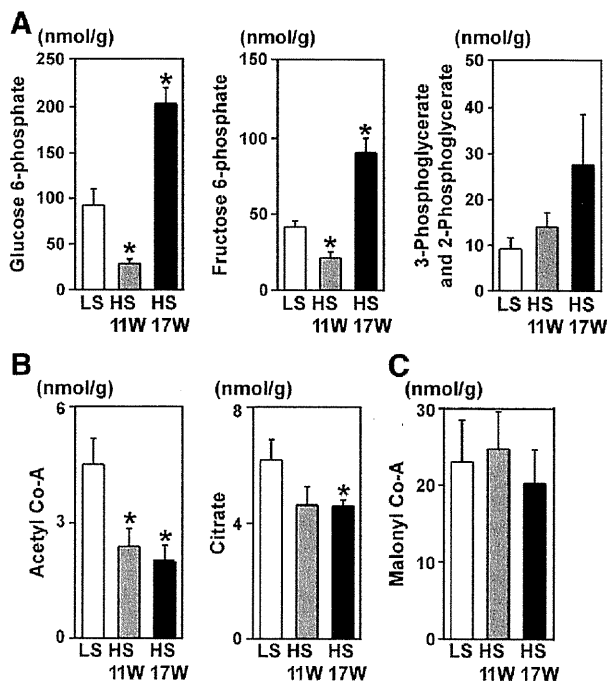 A
(nmol/g)
Glucose 6-phosphate
250
200
150
100
50
0
*
*
LS HS HS
11W 17W
(nmol/g)
Fructose 6-phosphate
150
100
50
0
*
*
LS HS HS
11W 17W
(nmol/g)
3-Phosphoglycerate
and 2-Phosphoglycerate
50
40
30
20
10
0
LS HS HS
11W 17W
B
(nmol/g)
Acetyl Co-A
6
3
0
*
*
LS HS HS
11W 17W
(nmol/g)
Citrate
8
6
4
2
0
*
LS HS HS
11W 17W
C
(nmol/g)
Malonyl Co-A
30
20
10
0
LS HS HS
11W 17W